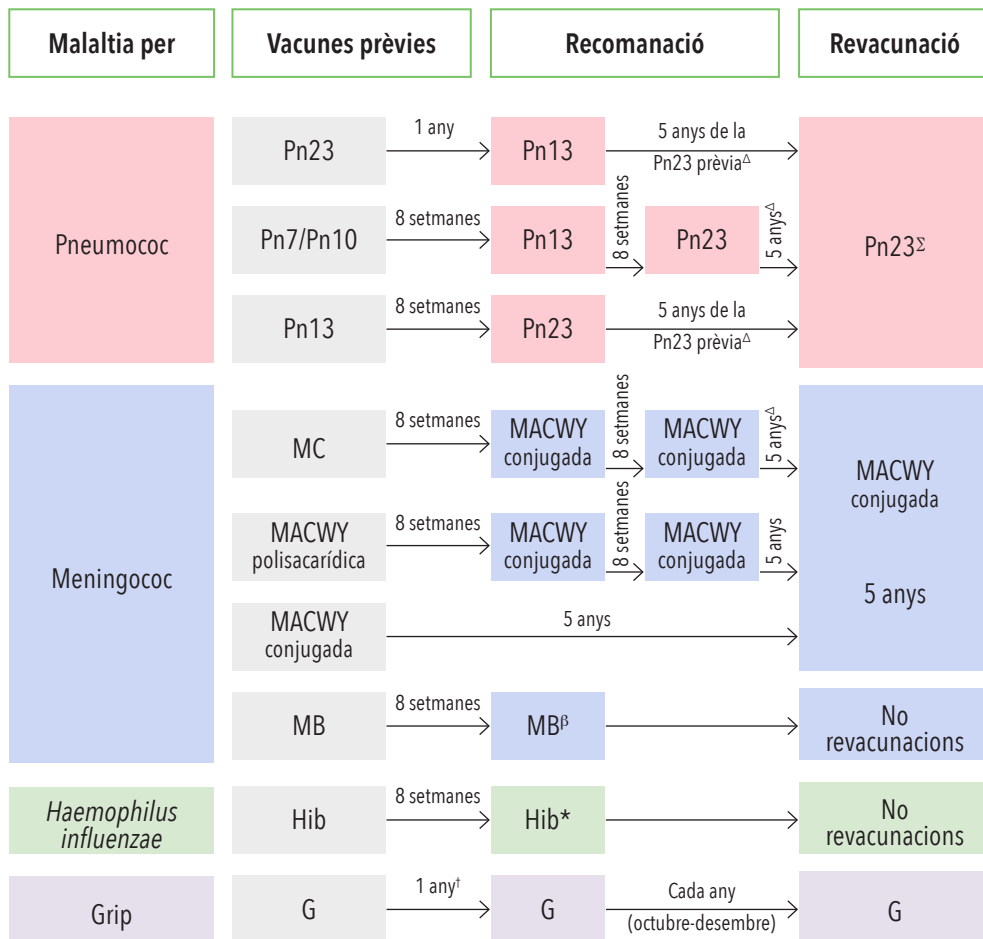 Malaltia per
Vacunes prèvies
Recomanació
Revacunació
Pneumococ
Pn23
1 any
Pn13
5 anys de la
Pn23 prèviaΔ
Pn7/Pn10
8 setmanes
Pn13
8 setmanes
Pn23
5 anysΔ
Pn13
8 setmanes
Pn23
5 anys de la
Pn23 prèviaΔ
Pn23Σ
Meningococ
MC
8 setmanes
MACWY
conjugada
8 setmanes
MACWY
conjugada
5 anysΔ
MACWY
polisacarídica
8 setmanes
MACWY
conjugada
8 setmanes
MACWY
conjugada
5 anys
MACWY
conjugada
5 anys
MACWY
conjugada
5 anys
MB
8 setmanes
MBβ
No
revacunacions
Haemophilus
influenzae
Hib
8 setmanes
Hib*
No
revacunacions
Grip
G
1 any†
G
Cada any
(octubre-desembre)
G